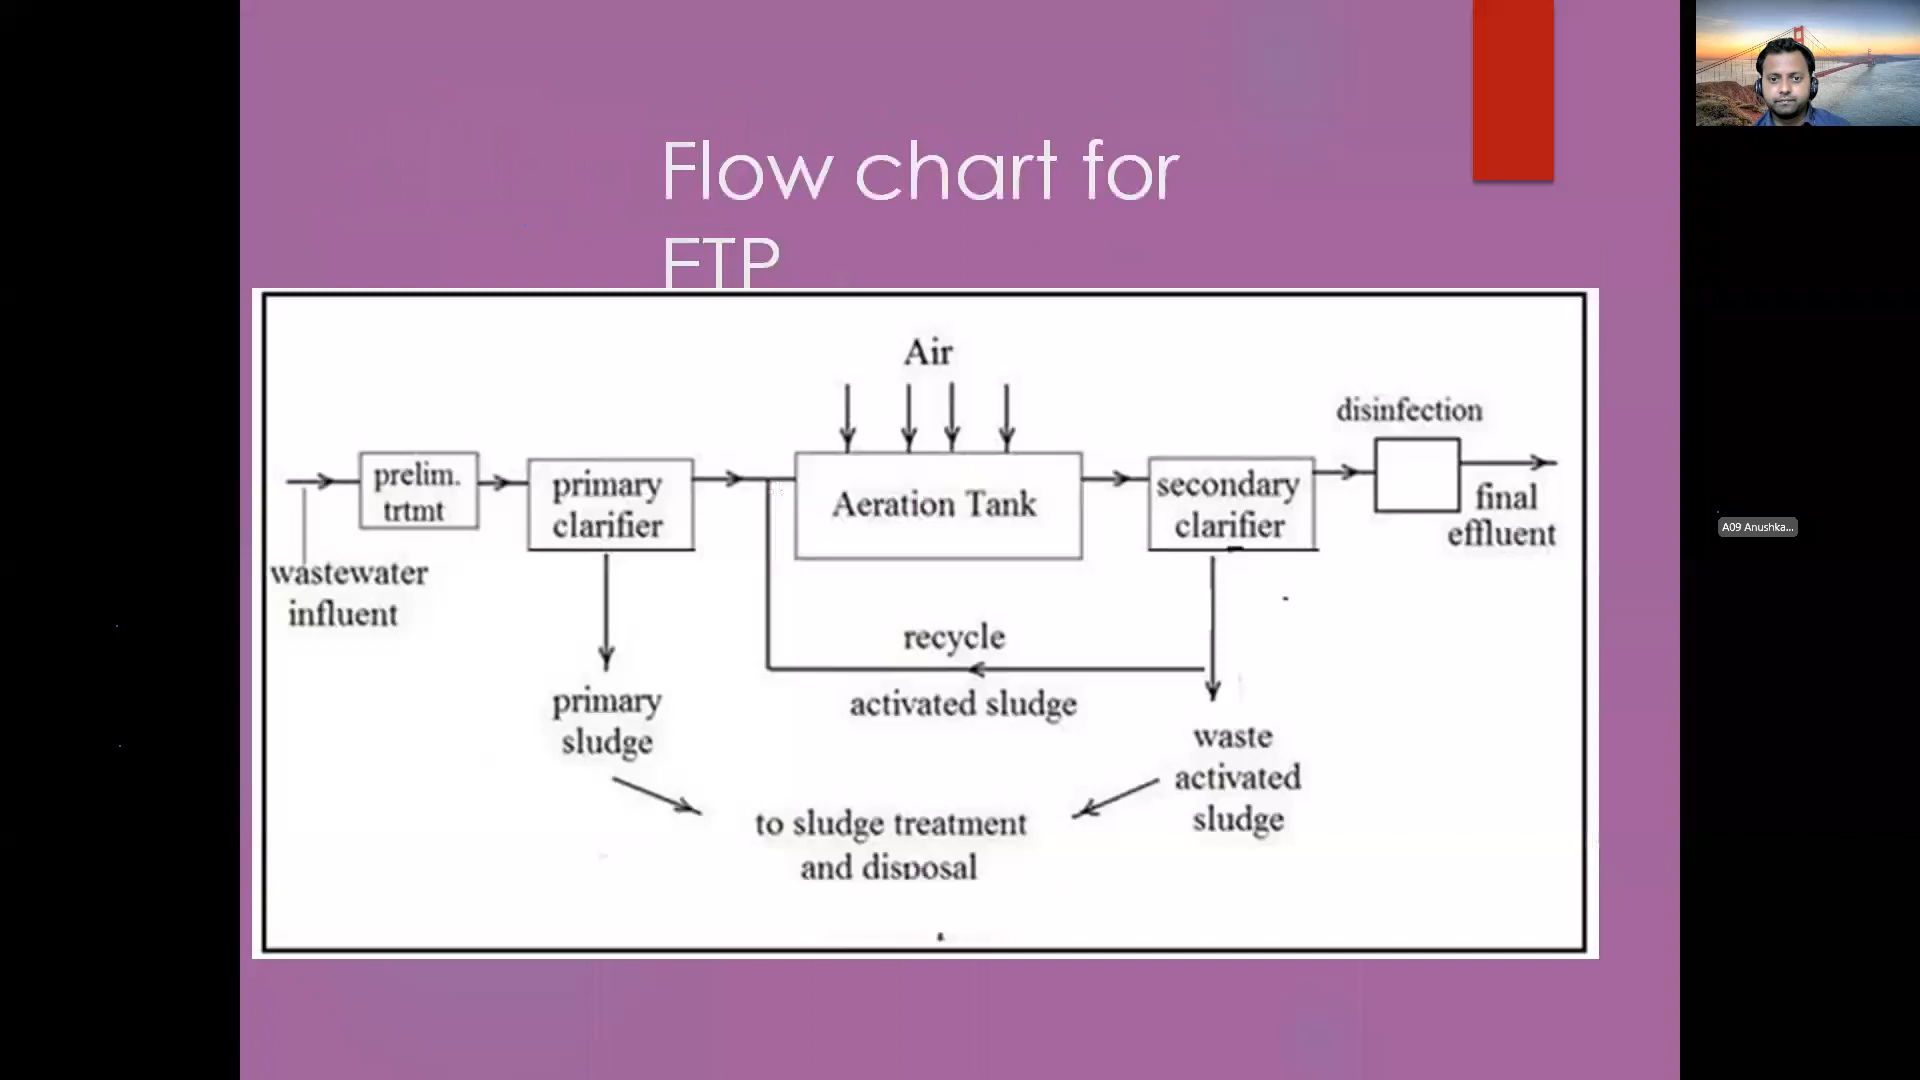 Flow chart for
ETP
Air
disinfection
prelim.
trtmt
primary
clarifier
Aeration Tank
secondary
clarifier
final
effluent
wastewater
influent
recycle
activated sludge
primary
sludge
waste
activated
sludge
to sludge treatment
and disposal
A09 Anushka...